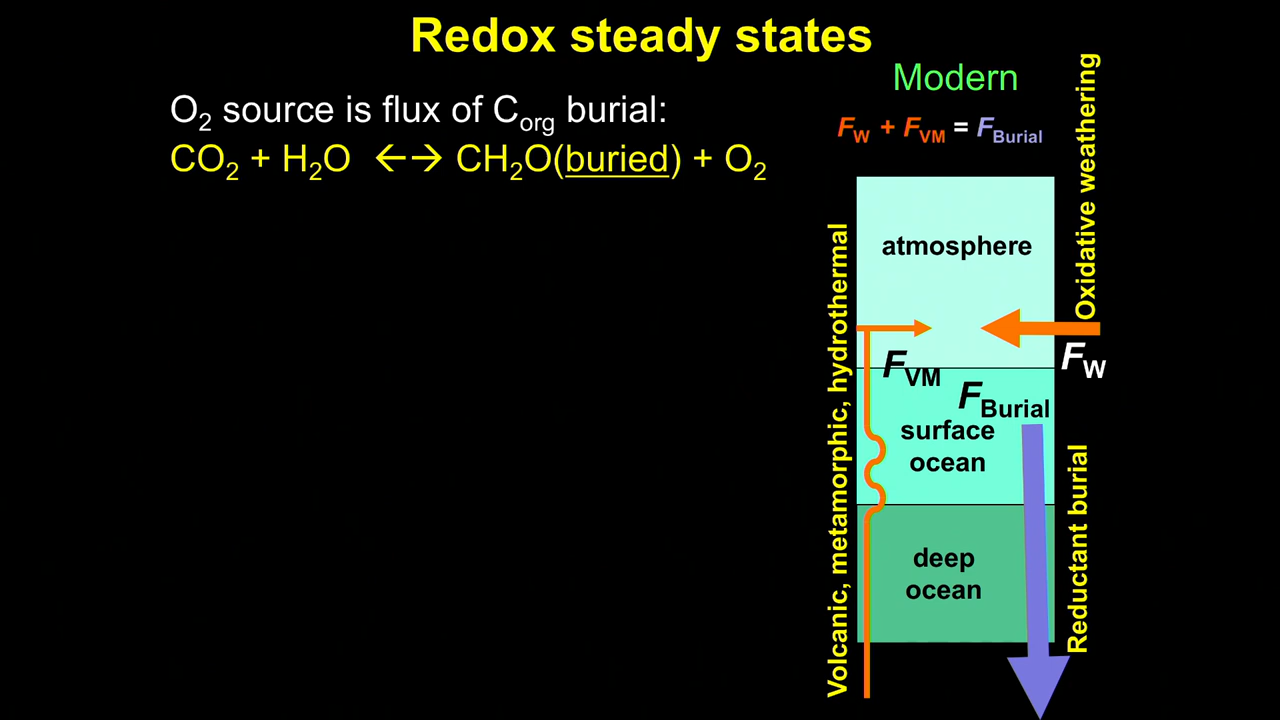 Redox steady states
O₂ source is flux of Corg burial:
CO₂ + H₂O ←→ CH₂O(buried) + O₂
Modern
FW + FVM = FBurial
Oxidative weathering
atmosphere
Volcanic, metamorphic, hydrothermal
FVM
FW
FBurial
surface
ocean
deep
ocean
Reductant burial